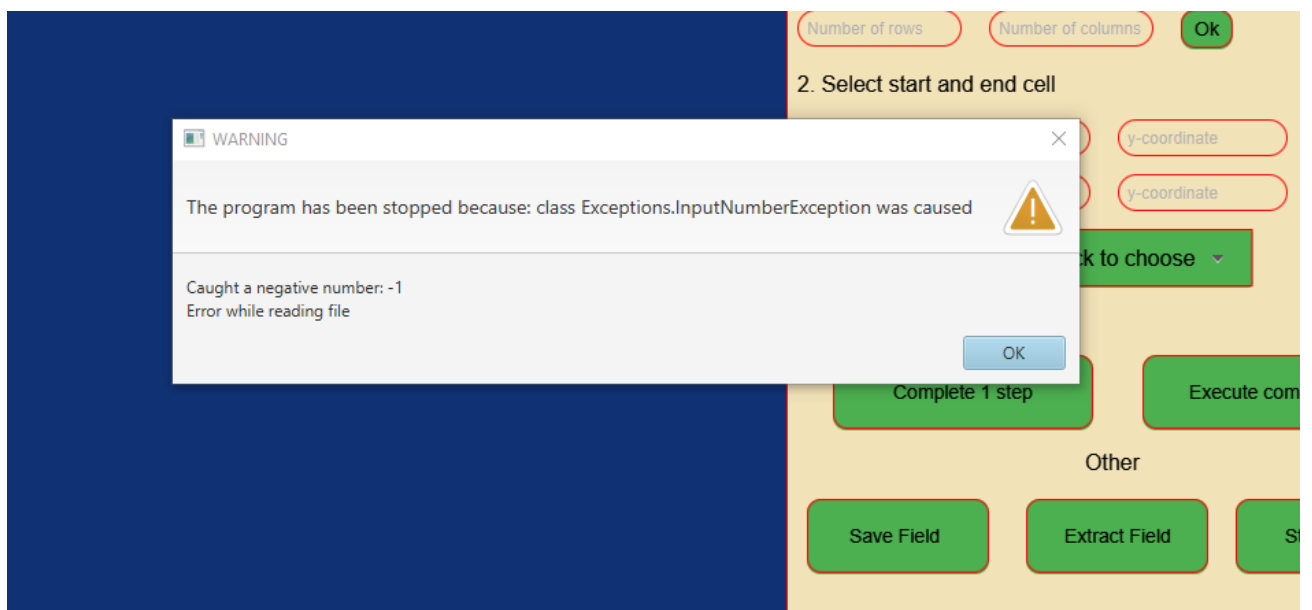 Number of rows
Number of columns
Ok
2. Select start and end cell
WARNING
y-coordinate
The program has been stopped because: class Exceptions.InputNumberException was caused
y-coordinate
k to choose
Caught a negative number: -1
Error while reading file
OK
Complete 1 step
Execute com
Other
Save Field
Extract Field
St